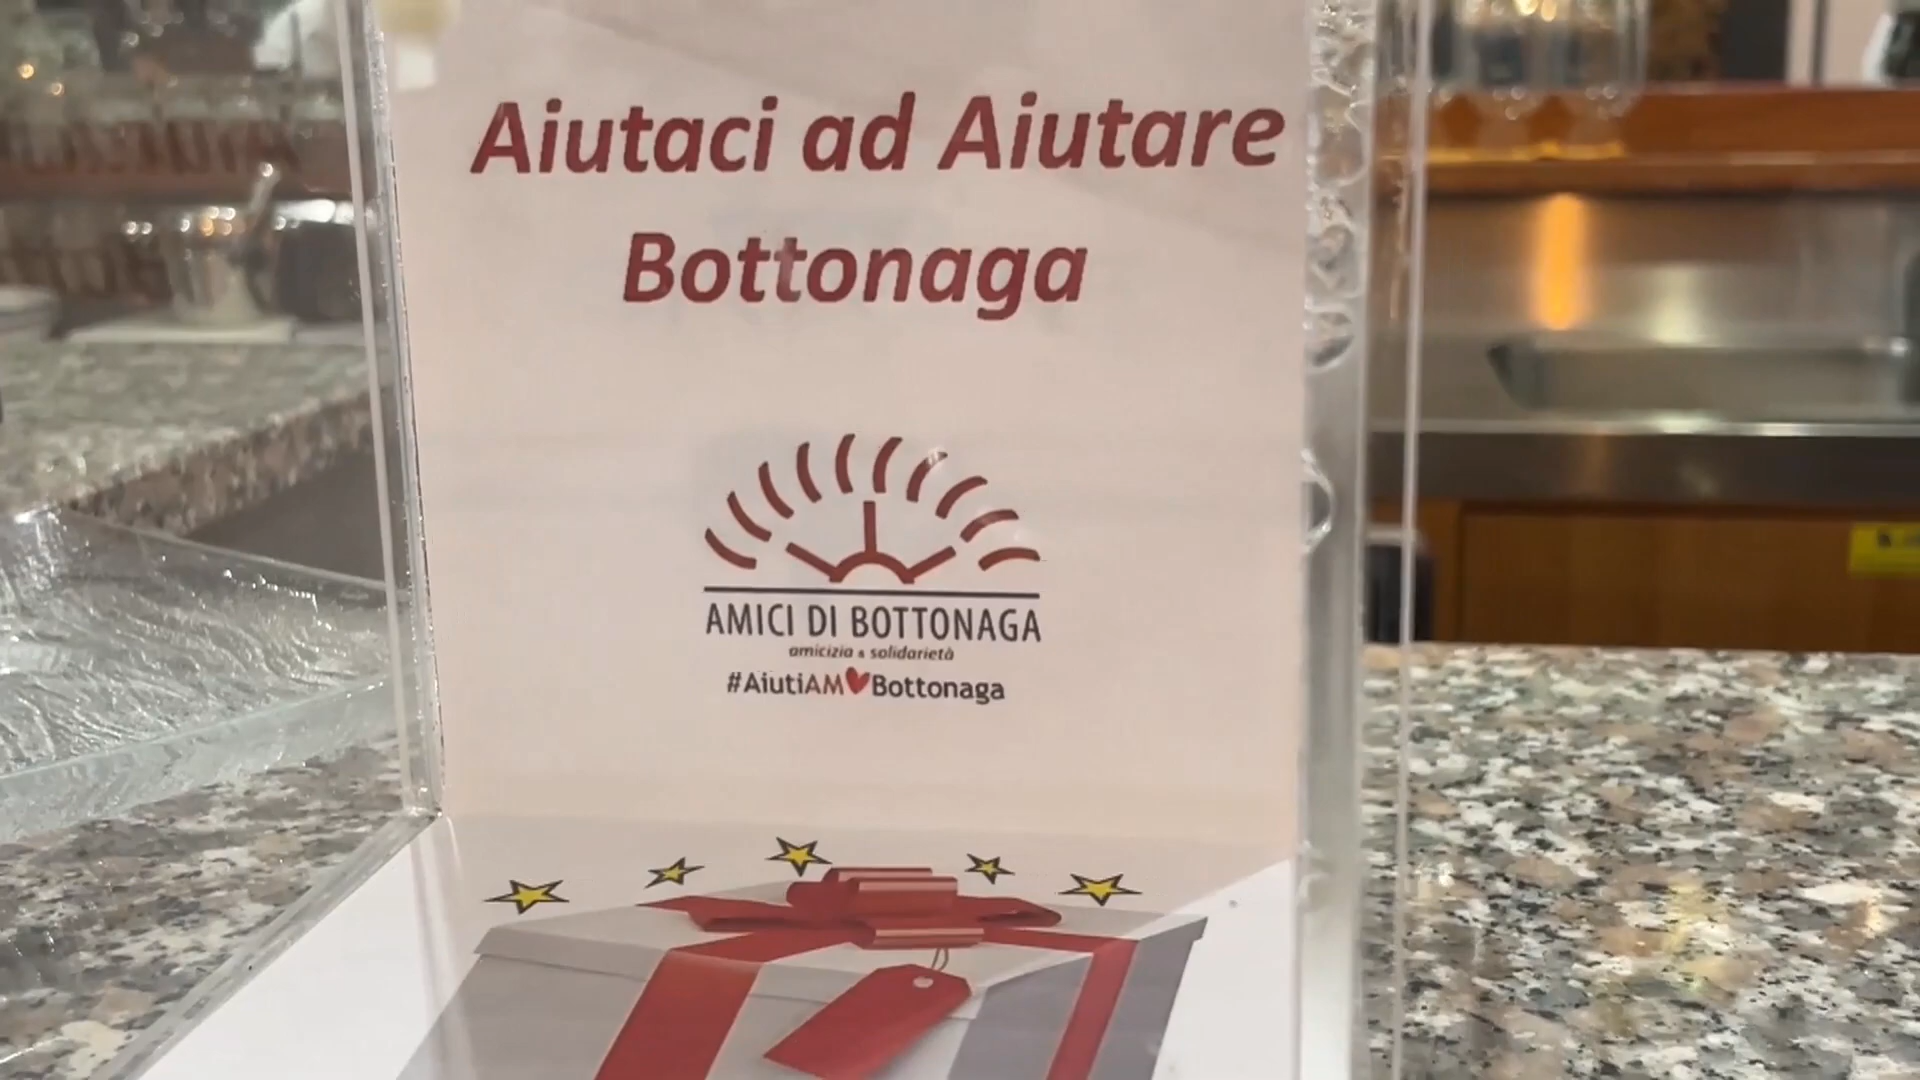 Aiutaci ad Aiutare
Bottonaga
AMICI DI BOTTONAGA
amicizia & solidarietà
#AiutiAM❤Bottonaga